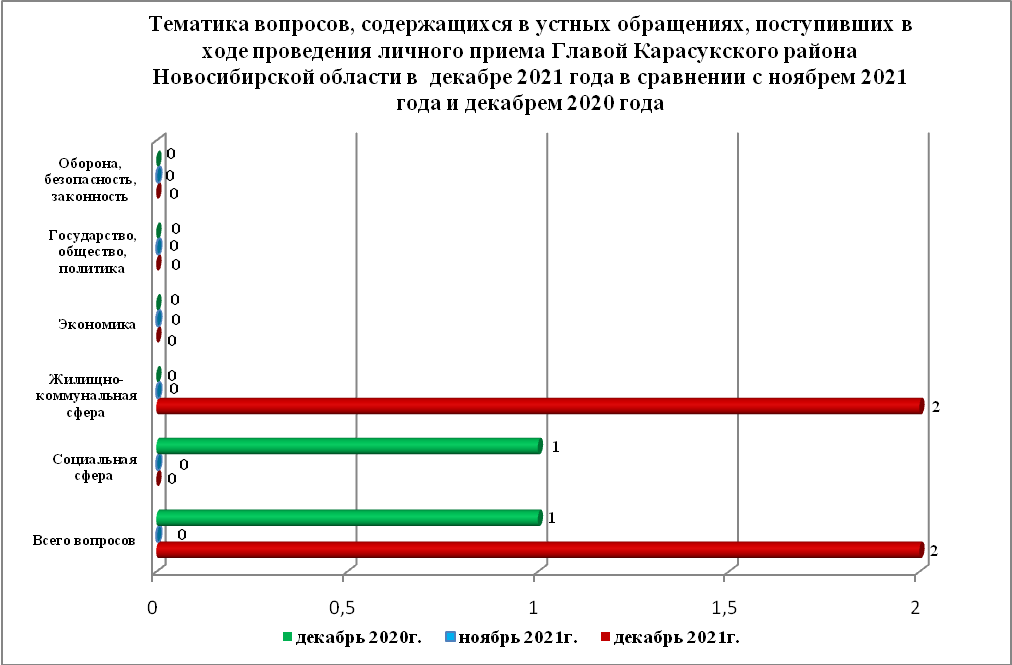 Тематика вопросов, содержащихся в устных обращениях, поступивших в
ходе проведения личного приема Главой Карасукского района
Новосибирской области в  декабре 2021 года в сравнении с ноябрем 2021
года и декабрем 2020 года
Оборона,
безопасность,
законность
0
0
0
Государство,
общество,
политика
0
0
0
Экономика
0
0
0
Жилищно-
коммунальная
сфера
0
0
2
Социальная
сфера
1
0
0
Всего вопросов
1
0
2
0 0,5 1 1,5 2
декабрь 2020г. ноябрь 2021г. декабрь 2021г.